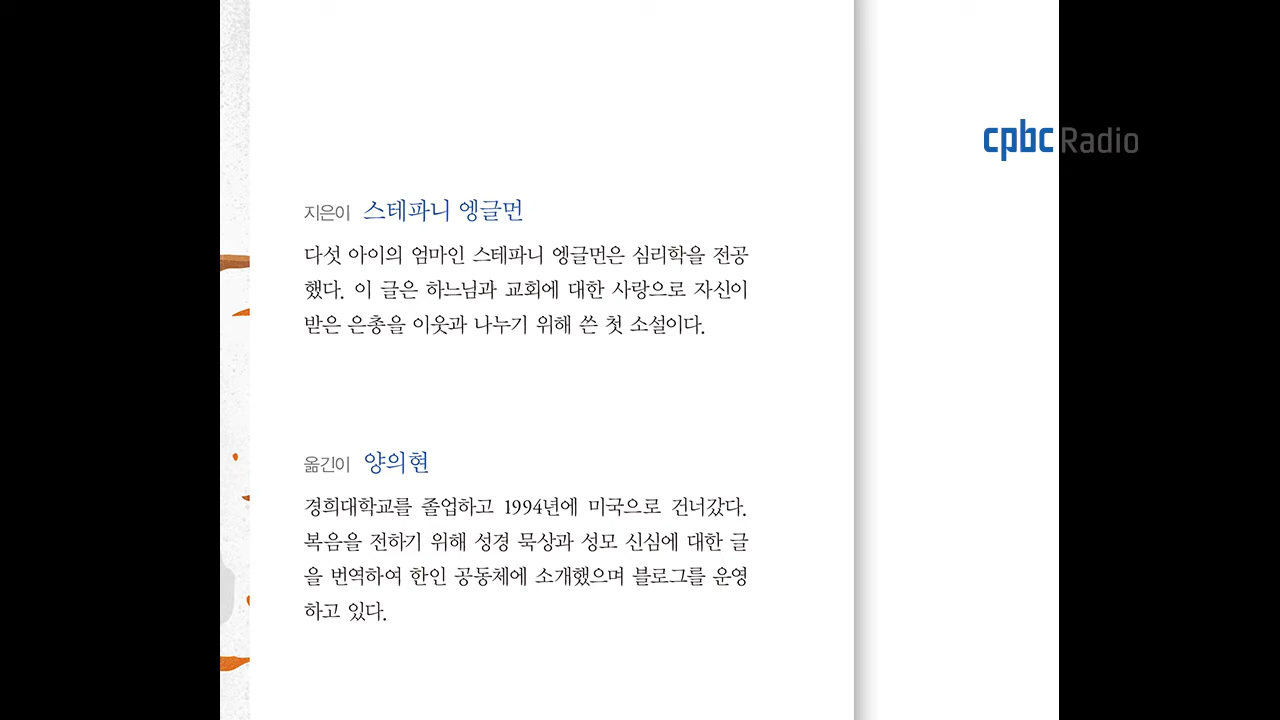 cpbc Radio
지은이 스테파니 엥글먼
다섯 아이의 엄마인 스테파니 엥글먼은 심리학을 전공
했다. 이 글은 하느님과 교회에 대한 사랑으로 자신이
받은 은총을 이웃과 나누기 위해 쓴 첫 소설이다.
옮긴이 양의현
경희대학교를 졸업하고 1994년에 미국으로 건너갔다.
복음을 전하기 위해 성경 묵상과 성모 신심에 대한 글
을 번역하여 한인 공동체에 소개했으며 블로그를 운영
하고 있다.